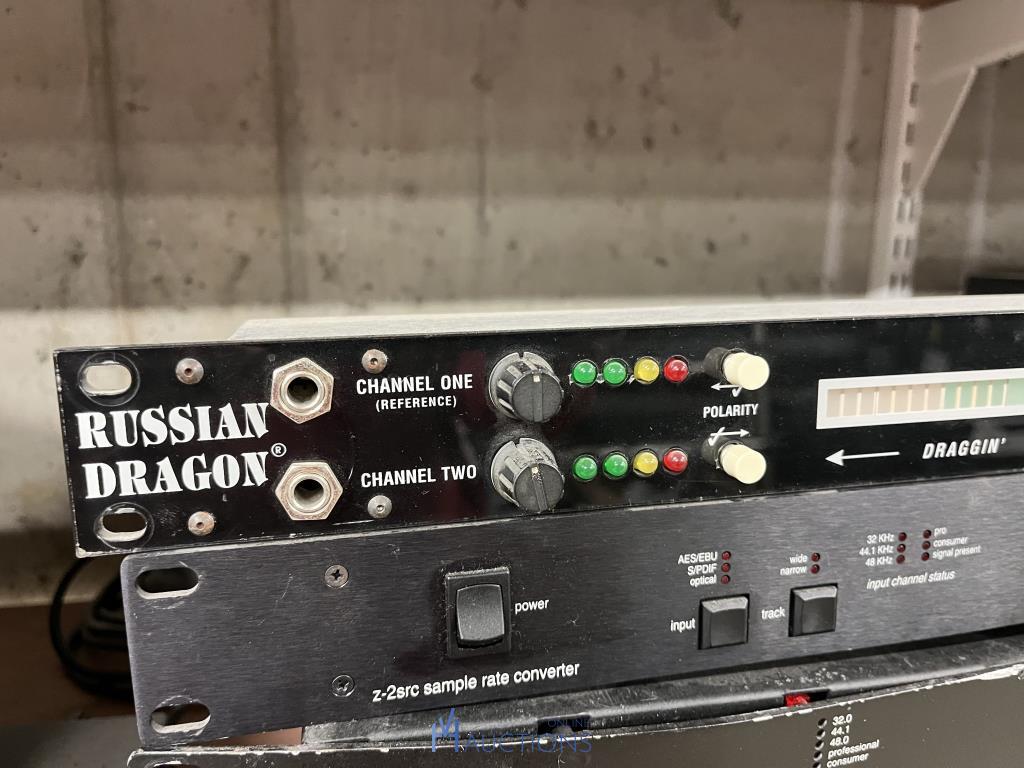 RUSSIAN
DRAGON®
CHANNEL ONE
(REFERENCE)
CHANNEL TWO
POLARITY
DRAGGIN'
power
z-2src sample rate converter
AES/EBU
S/PDIF
optical
input
wide
narrow
track
32 KHz
44.1 KHz
48 KHz
pro
consumer
signal present
input channel status
32.0
44.1
48.0
professional
consumer
ONLINE
AUCTIONS